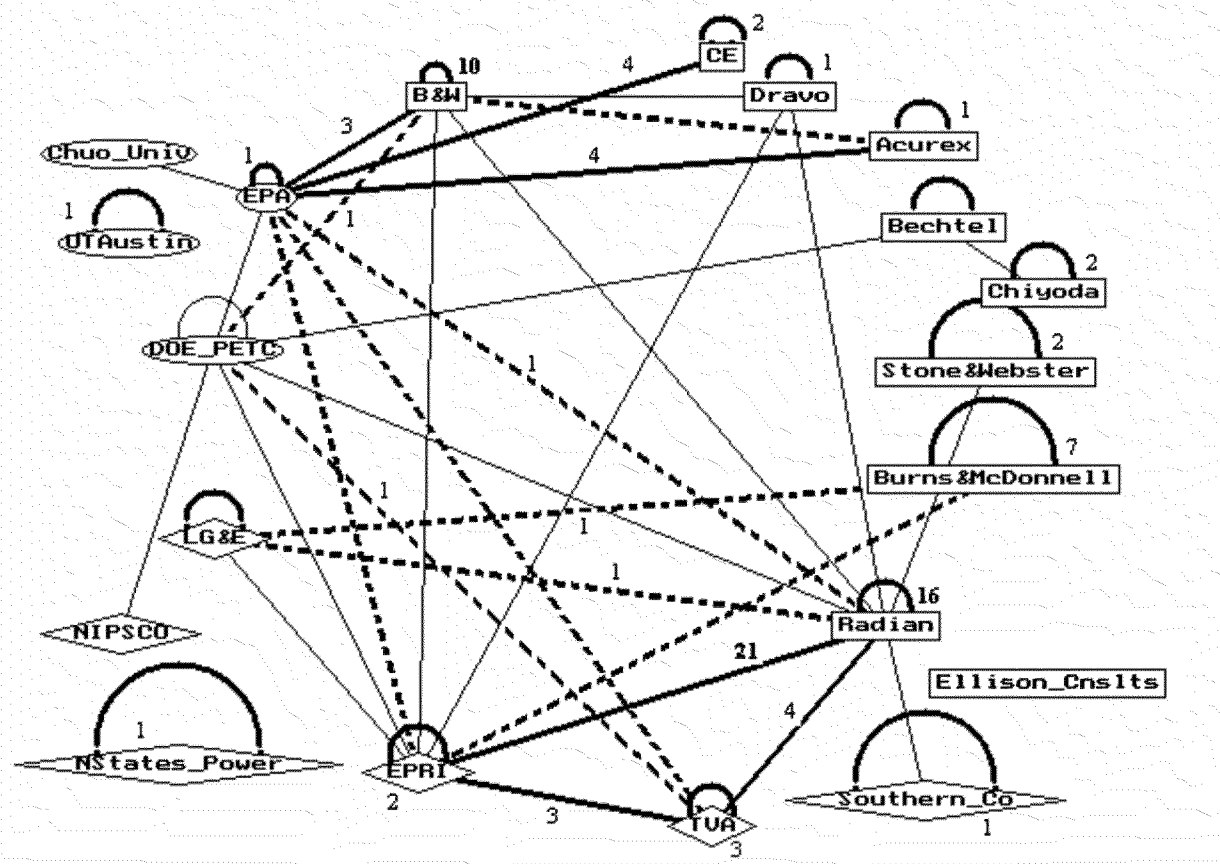 2
CE
4
10
1
B&W
Dravo
3
1
Acurex
Chuo_Univ
1
4
EPA
1
1
UTAustin
Bechtel
2
Chiyoda
DOE_PETC
2
Stone&Webster
1
7
Burns&McDonnell
1
1
LG&E
1
16
Radian
NIPSCO
21
Ellison_Cnslts
4
1
NStates_Power
EPRI
2
3
Southern_Co
1
TVA
3